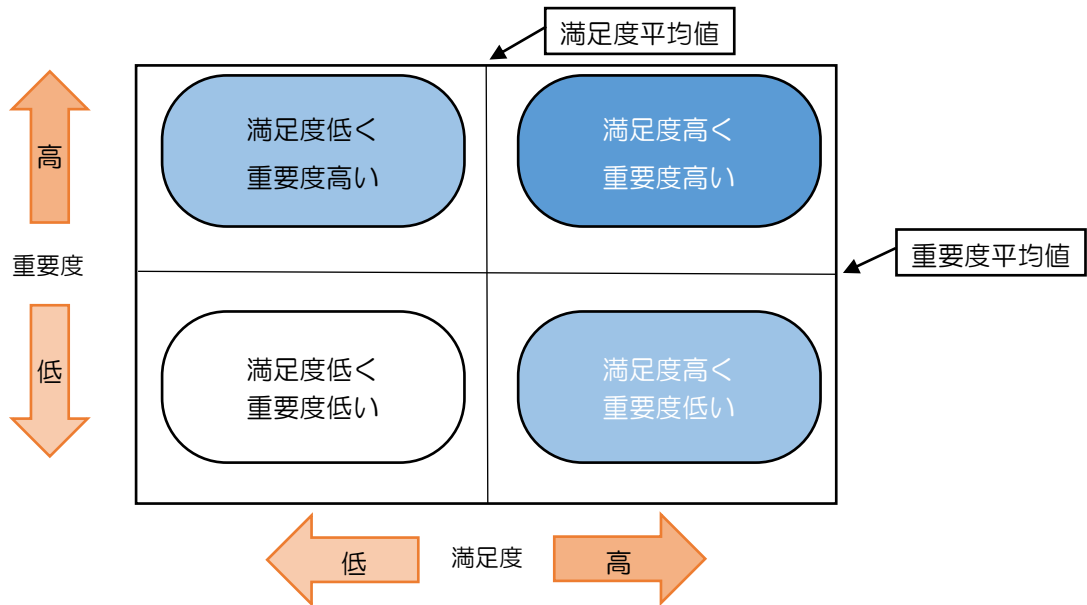 満足度平均値
満足度低く
重要度高い
満足度高く
重要度高い
高
重要度
重要度平均値
低
満足度低く
重要度低い
満足度高く
重要度低い
低
満足度
高